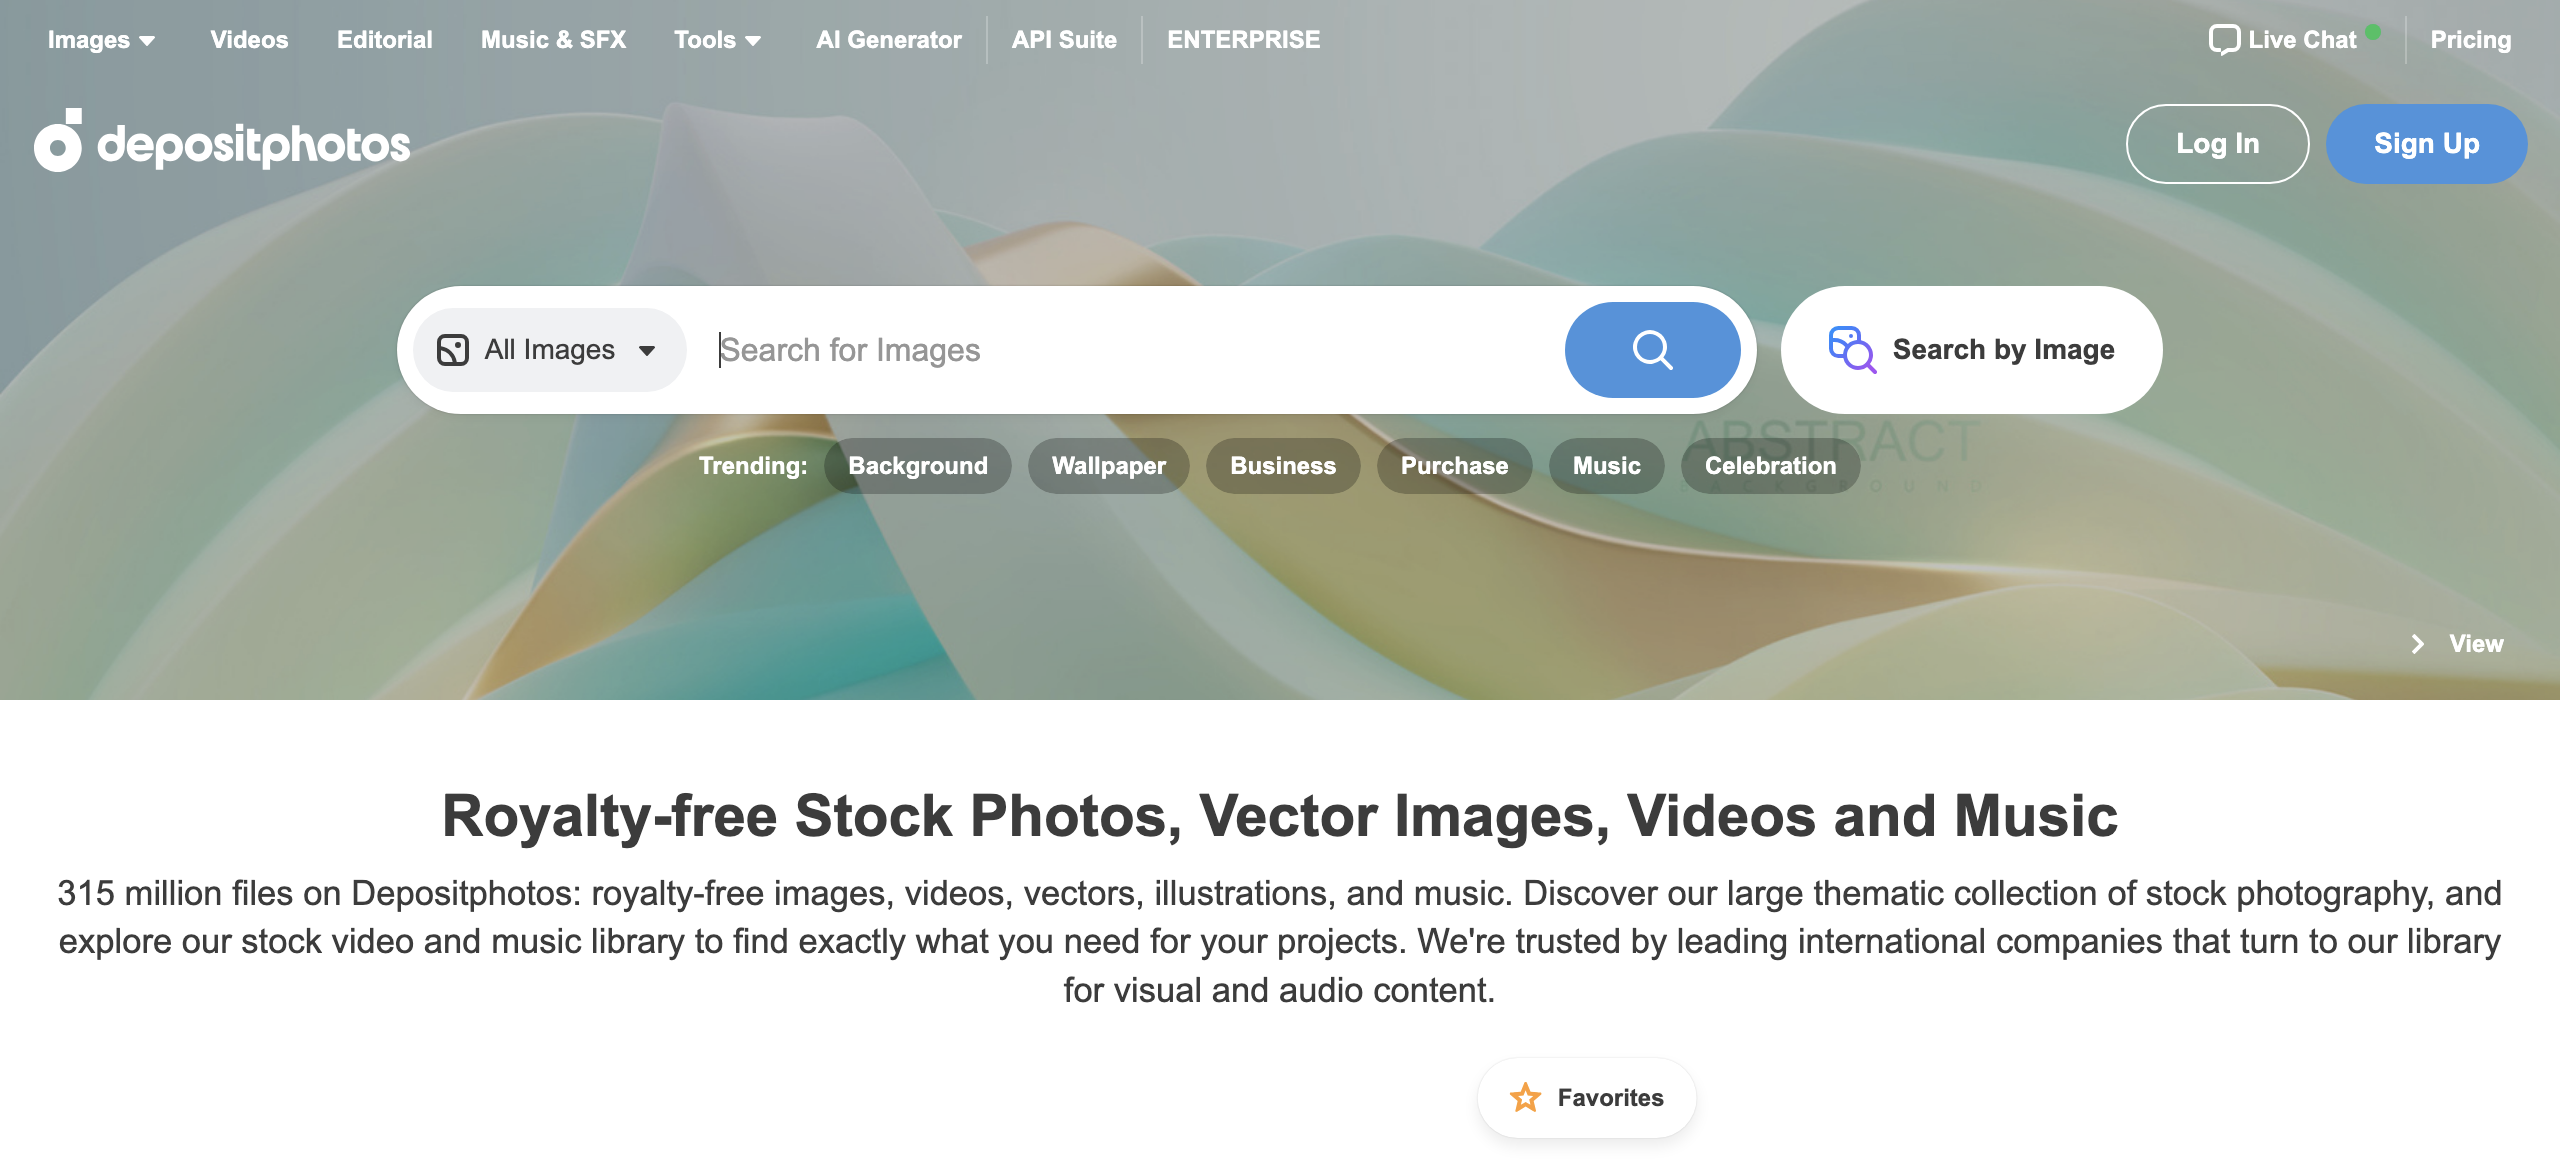 Images Videos Editorial Music & SFX Tools AI Generator API Suite ENTERPRISE Live Chat Pricing
depositphotos Log In Sign Up
All Images Search for Images Search by Image
ABSTRACT
BACKGROUND
Trending: Background Wallpaper Business Purchase Music Celebration
View
Royalty-free Stock Photos, Vector Images, Videos and Music
315 million files on Depositphotos: royalty-free images, videos, vectors, illustrations, and music. Discover our large thematic collection of stock photography, and
explore our stock video and music library to find exactly what you need for your projects. We're trusted by leading international companies that turn to our library
for visual and audio content.
Favorites